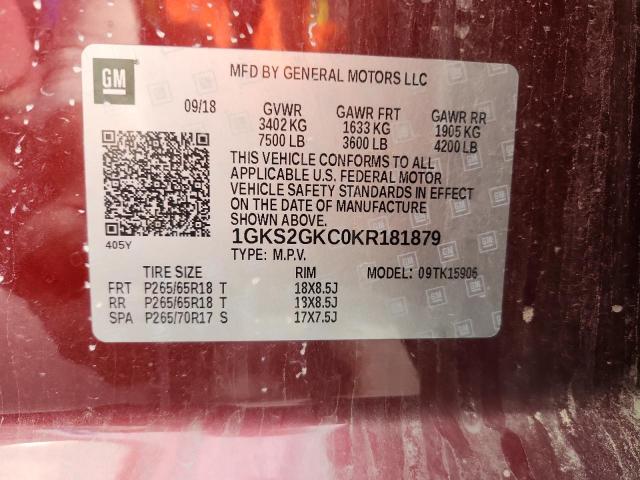 GM
MFD BY GENERAL MOTORS LLC
09/18 GVWR GAWR FRT GAWR RR
3402 KG 1633 KG 1905 KG
7500 LB 3600 LB 4200 LB
THIS VEHICLE CONFORMS TO ALL
APPLICABLE U.S. FEDERAL MOTOR
VEHICLE SAFETY STANDARDS IN EFFECT
ON THE DATE OF MANUFACTURE
SHOWN ABOVE.
405Y
1GKS2GKC0KR181879
TYPE: M.P.V.
TIRE SIZE RIM MODEL: 09TK15906
FRT P265/65R18 T 18X8.5J
RR P265/65R18 T 18X8.5J
SPA P265/70R17 S 17X7.5J